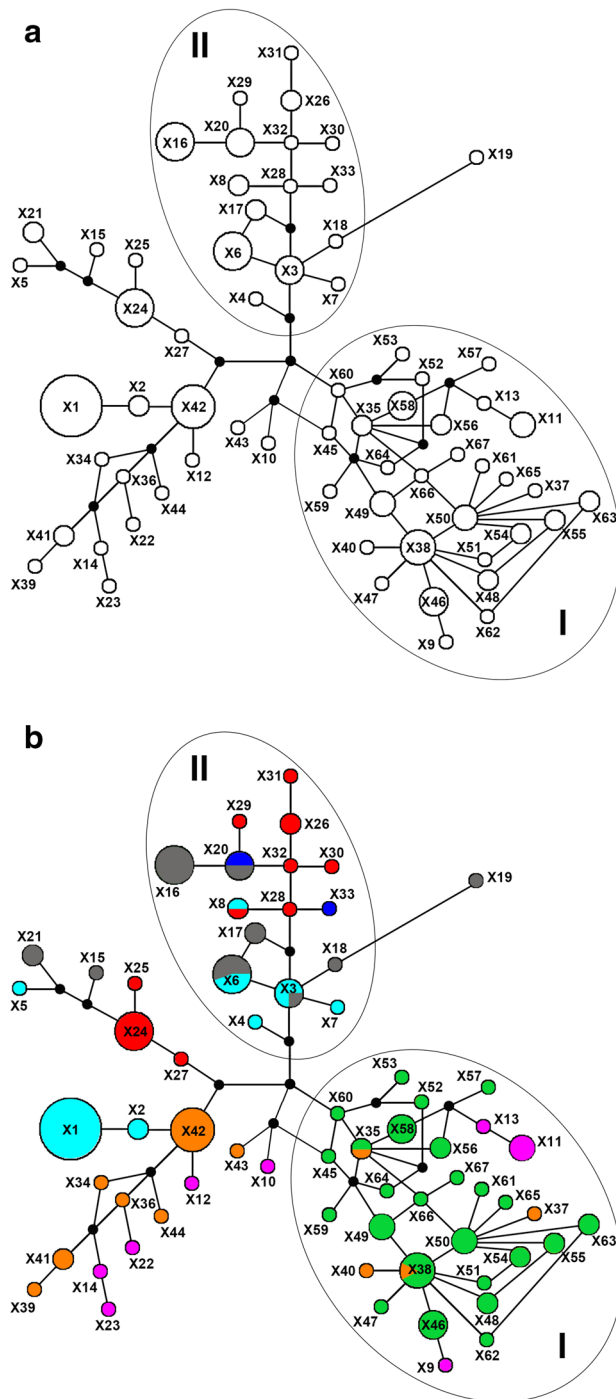 a
II
X31
X29
X26
X20
X32
X16
X30
X28
X8
X33
X19
X17
X21
X18
X15
X6
X25
X3
X5
X7
X4
X24
X53
X27
X57
X60
X52
X2
X13
X1
X58
X35
X11
X42
X56
X43
X67
X10
X45
X34
X12
X64
X61
X36
X65
X66
X37
X44
X59
X49
X50
X63
X41
X22
X54
X55
X40
X38
X51
X14
X39
X47
X48
X23
X46
X62
X9
I
b
II
X31
X29
X26
X20
X32
X30
X16
X28
X8
X33
X19
X17
X21
X18
X15
X6
X25
X3
X5
X7
X4
X24
X53
X27
X57
X60
X52
X2
X13
X1
X58
X35
X11
X42
X56
X43
X67
X10
X45
X34
X12
X64
X61
X36
X65
X66
X37
X44
X59
X49
X50
X63
X41
X22
X54
X55
X40
X38
X51
X14
X39
X47
X48
X23
X46
X62
X9
I